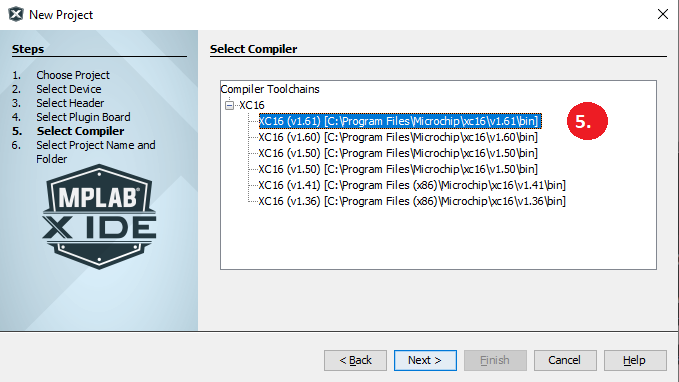 New Project
Steps
1. Choose Project
2. Select Device
3. Select Header
4. Select Plugin Board
5. Select Compiler
6. Select Project Name and
Folder
MPLAB®
X IDE
Select Compiler
Compiler Toolchains
XC16
XC16 (v1.61) [C:\Program Files\Microchip\xc16\v1.61\bin]
XC16 (v1.60) [C:\Program Files\Microchip\xc16\v1.60\bin]
XC16 (v1.50) [C:\Program Files\Microchip\xc16\v1.50\bin]
XC16 (v1.50) [C:\Program Files\Microchip\xc16\v1.50\bin]
XC16 (v1.41) [C:\Program Files (x86)\Microchip\xc16\v1.41\bin]
XC16 (v1.36) [C:\Program Files (x86)\Microchip\xc16\v1.36\bin]
5.
< Back
Next >
Finish
Cancel
Help